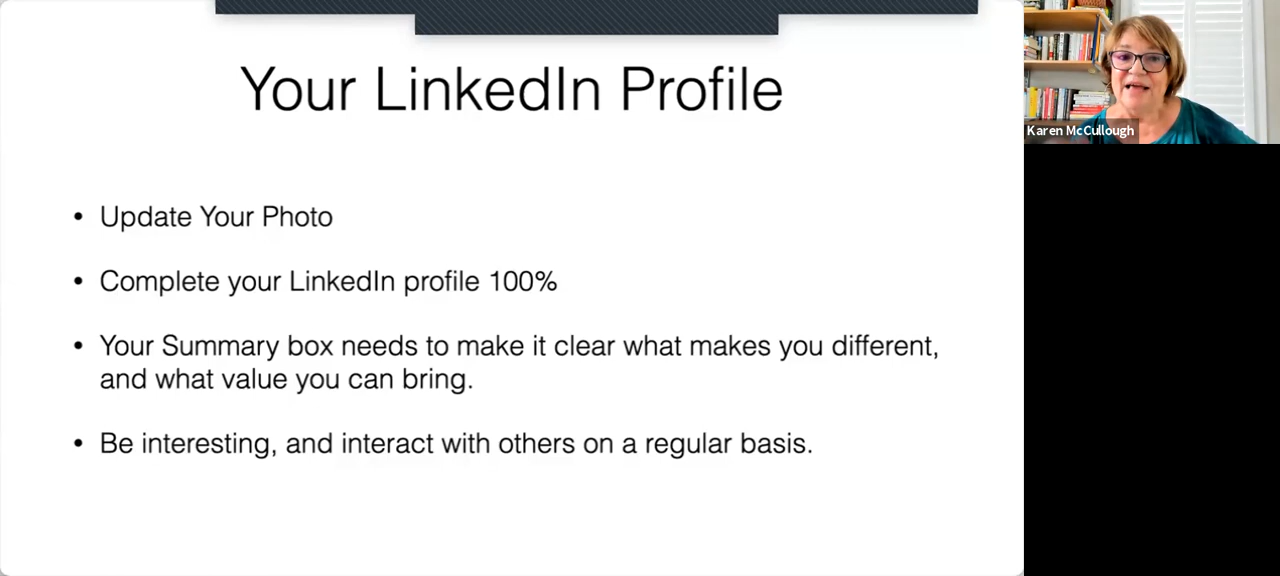 Your LinkedIn Profile
• Update Your Photo
• Complete your LinkedIn profile 100%
• Your Summary box needs to make it clear what makes you different,
and what value you can bring.
• Be interesting, and interact with others on a regular basis.
Karen McCullough